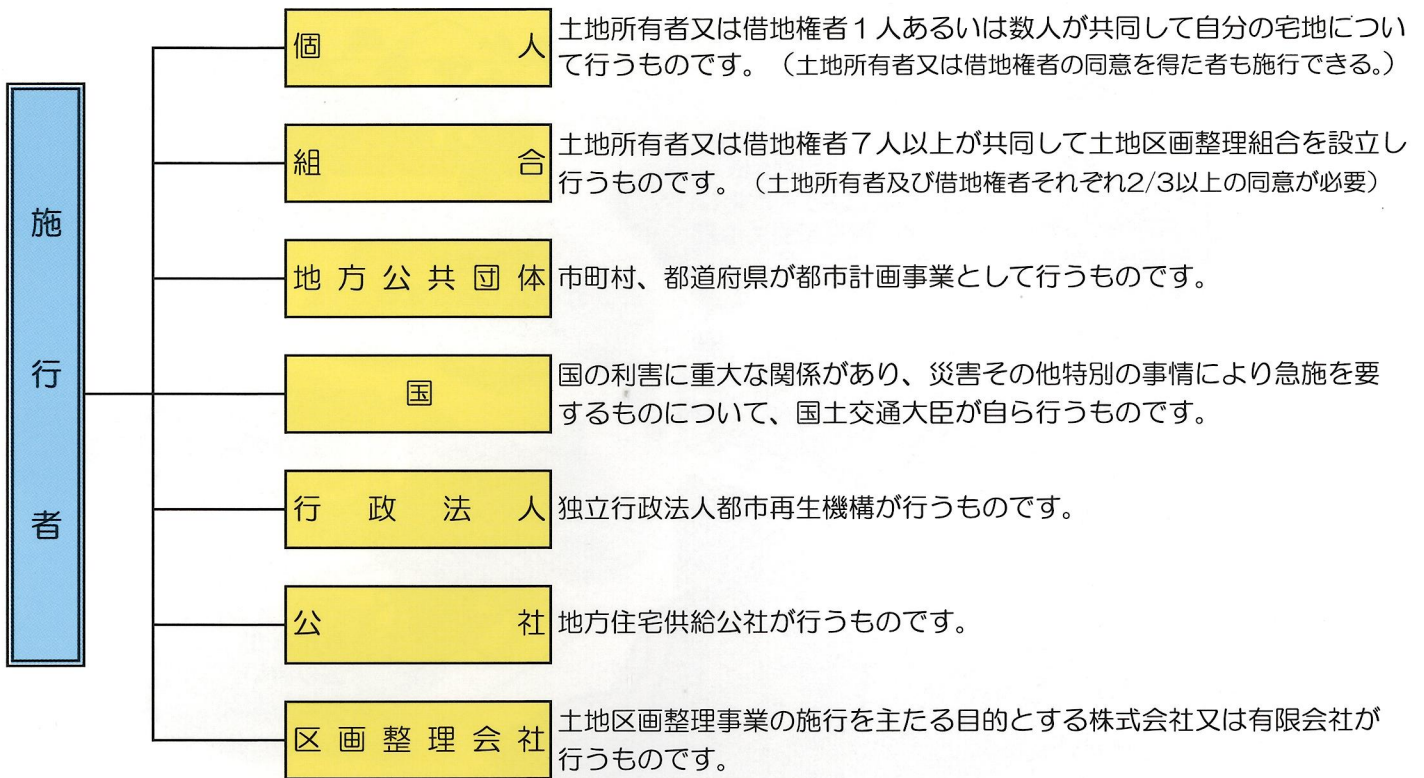 施行者
個人
土地所有者又は借地権者１人あるいは数人が共同して自分の宅地につい
て行うものです。（土地所有者又は借地権者の同意を得た者も施行できる。）
組合
土地所有者又は借地権者７人以上が共同して土地区画整理組合を設立し
行うものです。（土地所有者及び借地権者それぞれ2/3以上の同意が必要）
地方公共団体
市町村、都道府県が都市計画事業として行うものです。
国
国の利害に重大な関係があり、災害その他特別の事情により急施を要
するものについて、国土交通大臣が自ら行うものです。
行政法人
独立行政法人都市再生機構が行うものです。
公社
地方住宅供給公社が行うものです。
区画整理会社
土地区画整理事業の施行を主たる目的とする株式会社又は有限会社が
行うものです。